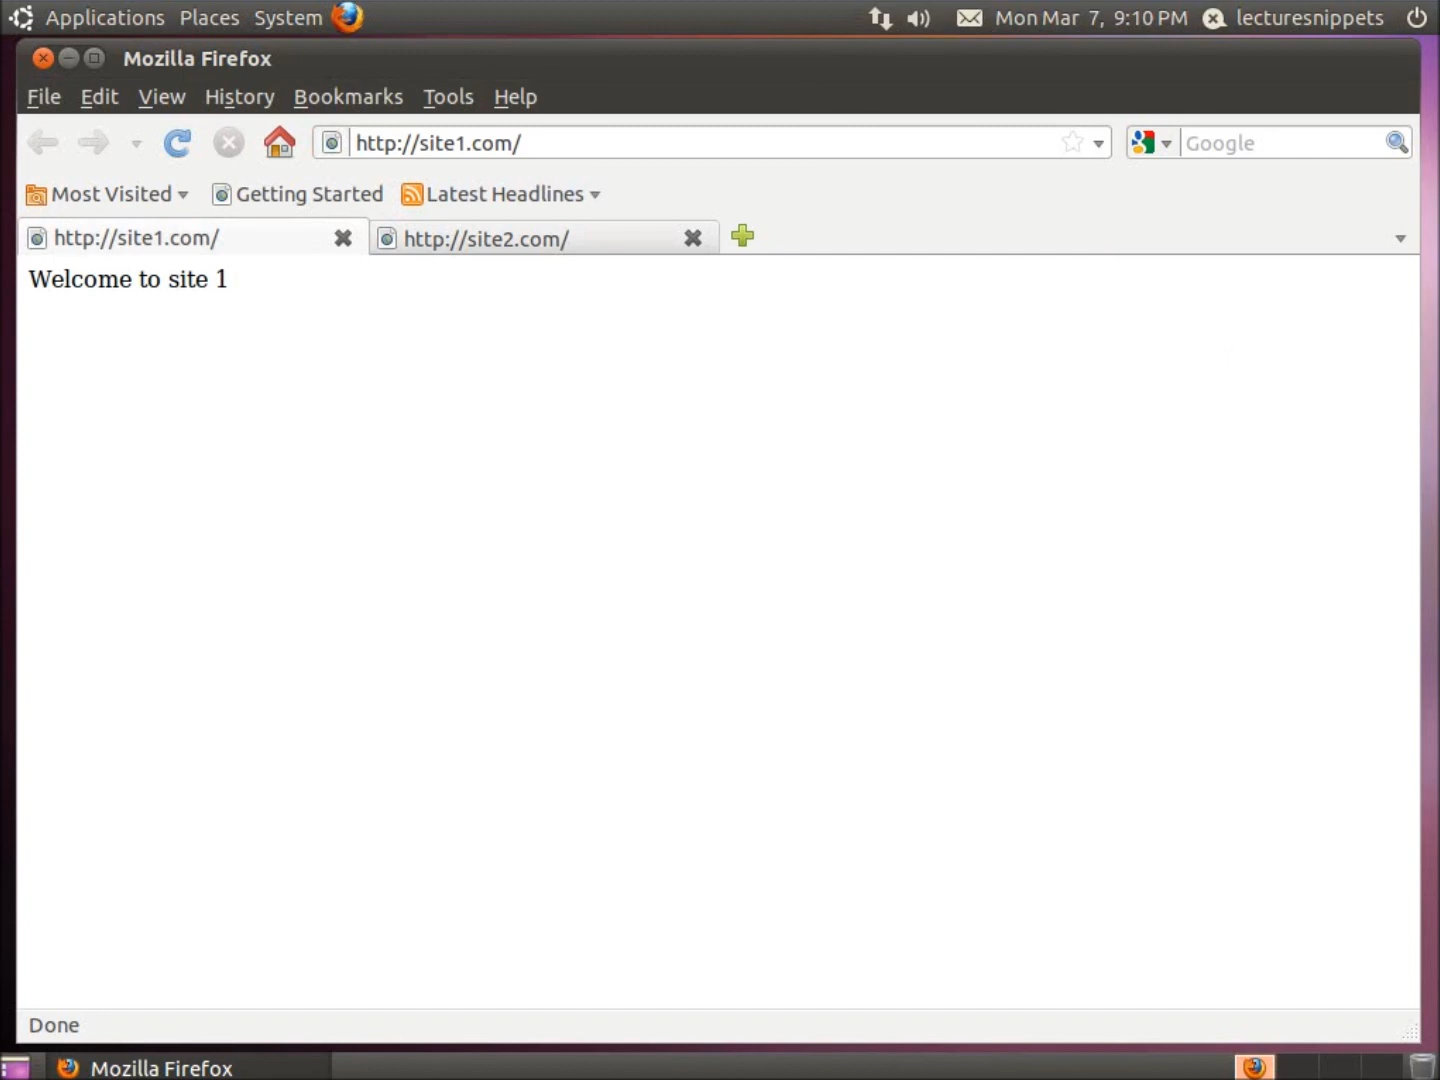 Applications Places System Mon Mar 7, 9:10 PM lecturesnippets
Mozilla Firefox
File Edit View History Bookmarks Tools Help
http://site1.com/ Google
Most Visited Getting Started Latest Headlines
http://site1.com/ http://site2.com/
Welcome to site 1
Done
Mozilla Firefox